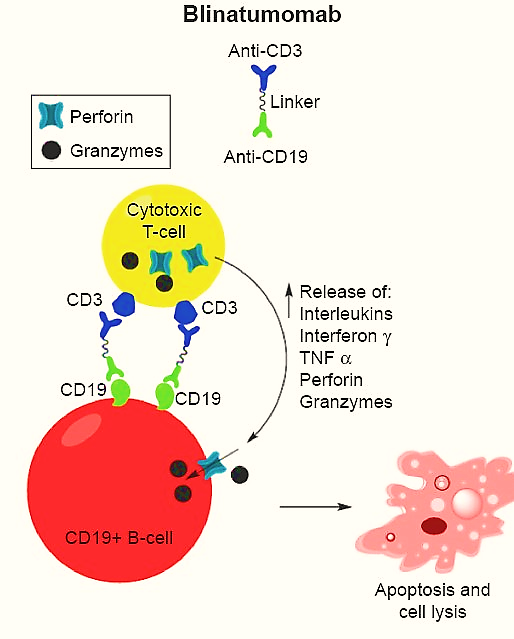 Blinatumomab
Anti-CD3
Linker
Anti-CD19
Perforin
Granzymes
Cytotoxic
T-cell
CD3
CD3
Release of:
Interleukins
Interferon γ
TNF α
Perforin
Granzymes
CD19
CD19
CD19+ B-cell
Apoptosis and
cell lysis